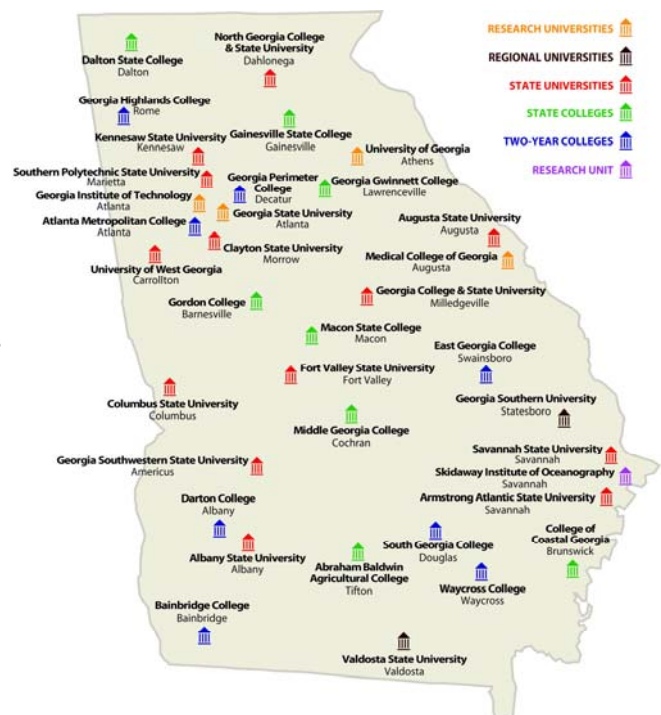 RESEARCH UNIVERSITIES
REGIONAL UNIVERSITIES
STATE UNIVERSITIES
STATE COLLEGES
TWO-YEAR COLLEGES
RESEARCH UNIT
Dalton State College
Dalton
North Georgia College
& State University
Dahlonega
Georgia Highlands College
Rome
Gainesville State College
Gainesville
Kennesaw State University
Kennesaw
University of Georgia
Athens
Southern Polytechnic State University
Marietta
Georgia Perimeter
College
Decatur
Georgia Gwinnett College
Lawrenceville
Georgia Institute of Technology
Atlanta
Georgia State University
Atlanta
Atlanta Metropolitan College
Atlanta
Augusta State University
Augusta
Clayton State University
Morrow
Medical College of Georgia
Augusta
University of West Georgia
Carrollton
Gordon College
Barnesville
Georgia College & State University
Milledgeville
Macon State College
Macon
East Georgia College
Swainsboro
Fort Valley State University
Fort Valley
Columbus State University
Columbus
Georgia Southern University
Statesboro
Middle Georgia College
Cochran
Savannah State University
Savannah
Georgia Southwestern State University
Americus
Skidaway Institute of Oceanography
Savannah
Armstrong Atlantic State University
Savannah
Darton College
Albany
Albany State University
Albany
South Georgia College
Douglas
College of
Coastal Georgia
Brunswick
Abraham Baldwin
Agricultural College
Tifton
Waycross College
Waycross
Bainbridge College
Bainbridge
Valdosta State University
Valdosta